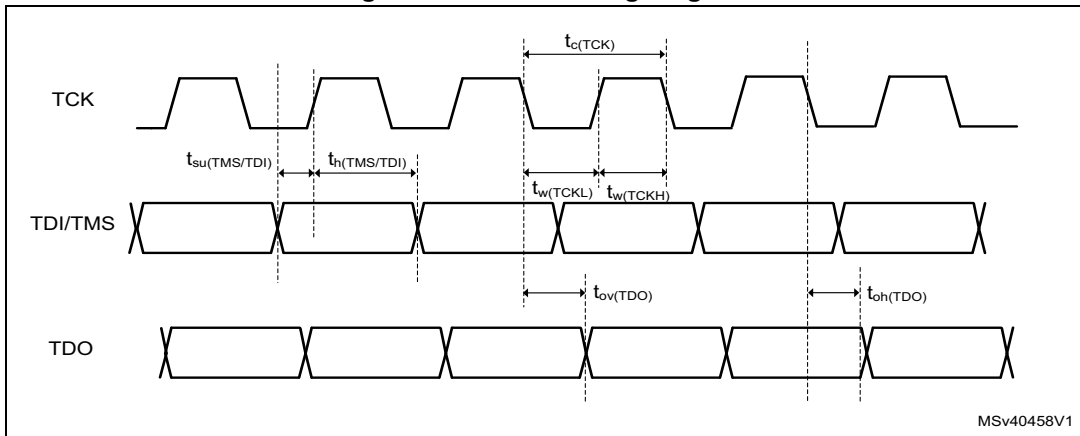 t_c(TCK)
TCK
t_su(TMS/TDI)
t_h(TMS/TDI)
t_w(TCKL)
t_w(TCKH)
TDI/TMS
t_ov(TDO)
t_oh(TDO)
TDO
MSv40458V1